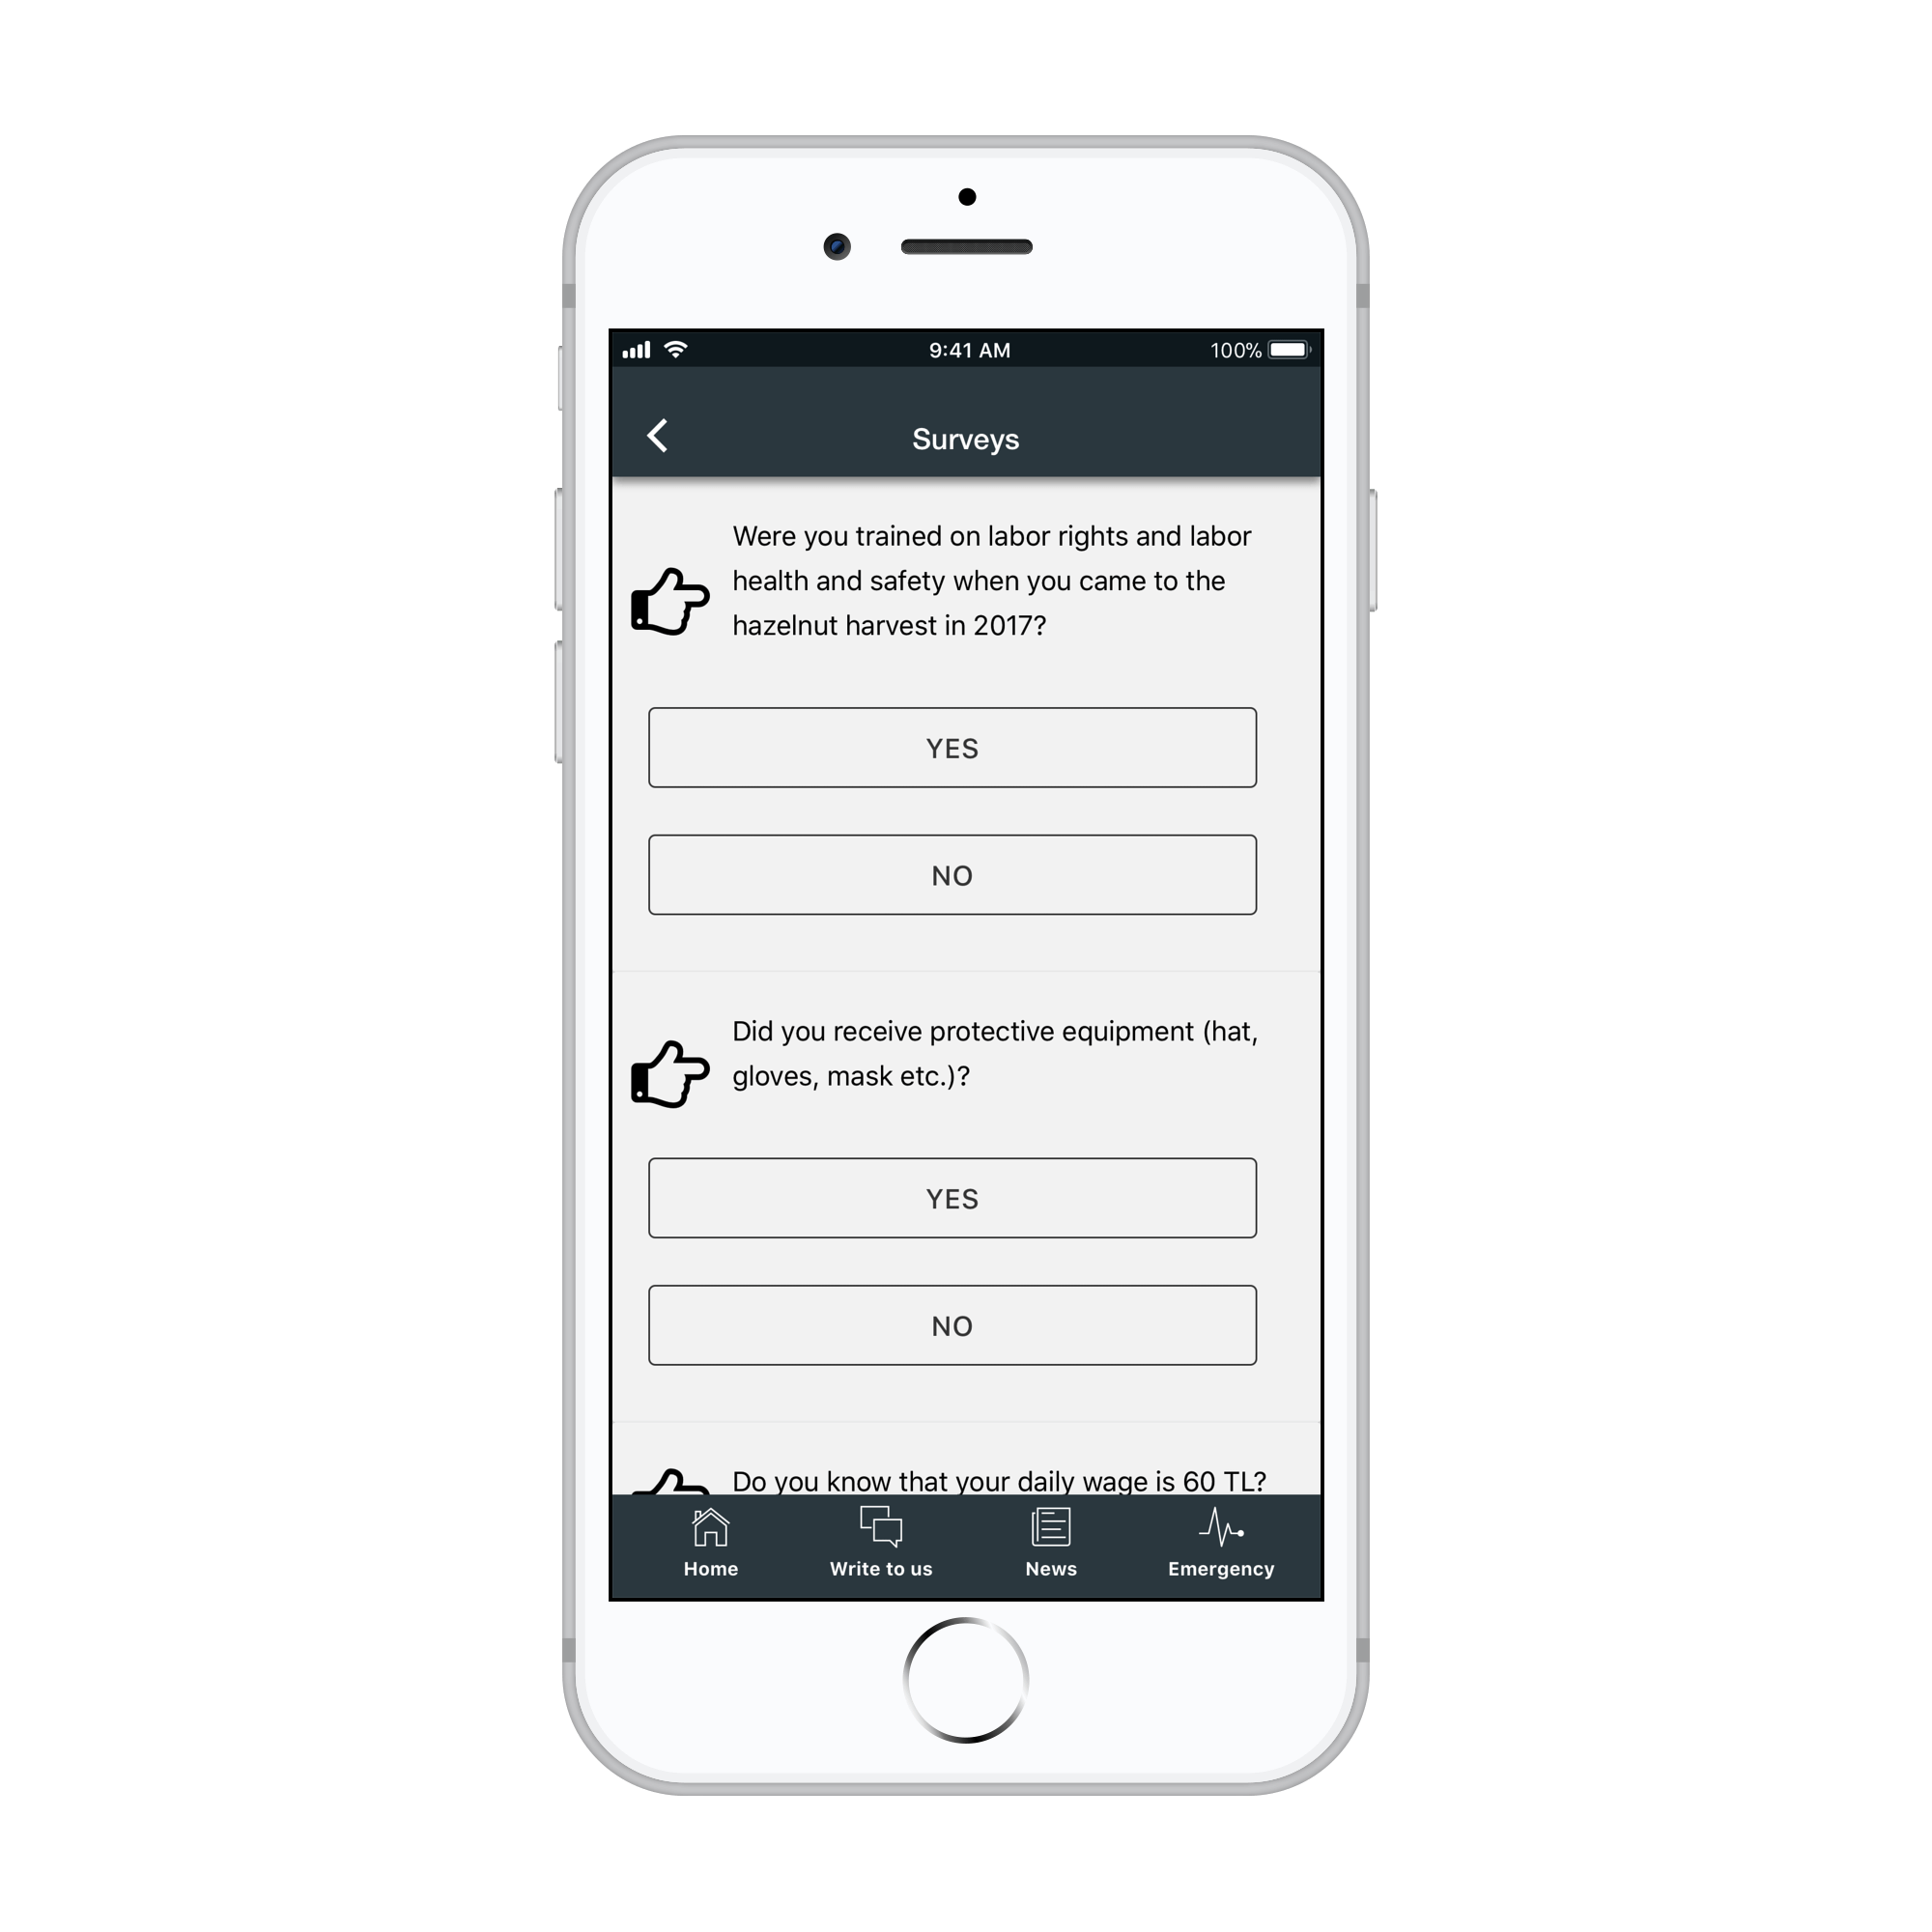 9:41 AM
100%
Surveys
Were you trained on labor rights and labor
health and safety when you came to the
hazelnut harvest in 2017?
YES
NO
Did you receive protective equipment (hat,
gloves, mask etc.)?
YES
NO
Do you know that your daily wage is 60 TL?
Home
Write to us
News
Emergency